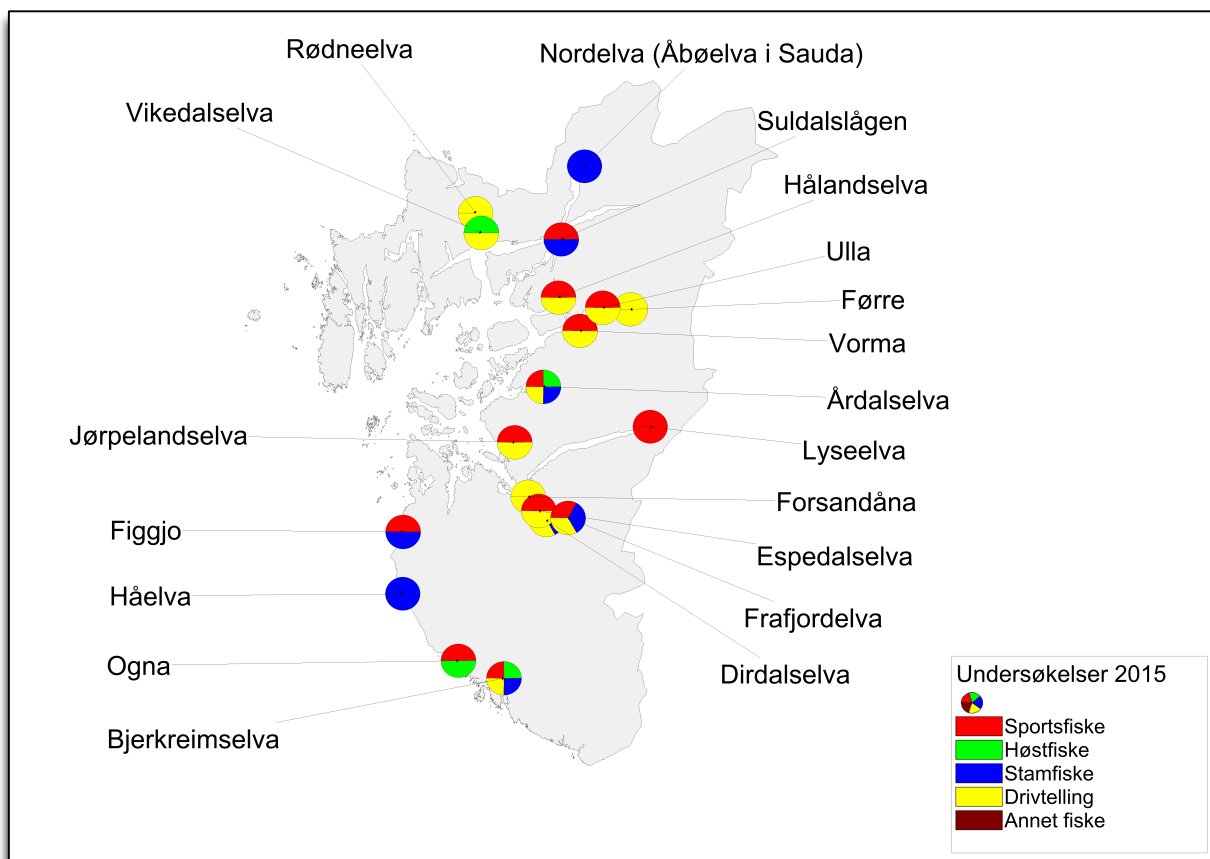 Rødneelva
Nordelva (Åbøelva i Sauda)
Vikedalselva
Suldalslågen
Hålandselva
Ulla
Førre
Vorma
Årdalselva
Jørpelandselva
Lyseelva
Forsandåna
Figgjo
Espedalselva
Håelva
Frafjordelva
Ogna
Dirdalselva
Bjerkreimselva
Undersøkelser 2015
Sportsfiske
Høstfiske
Stamfiske
Drivtelling
Annet fiske